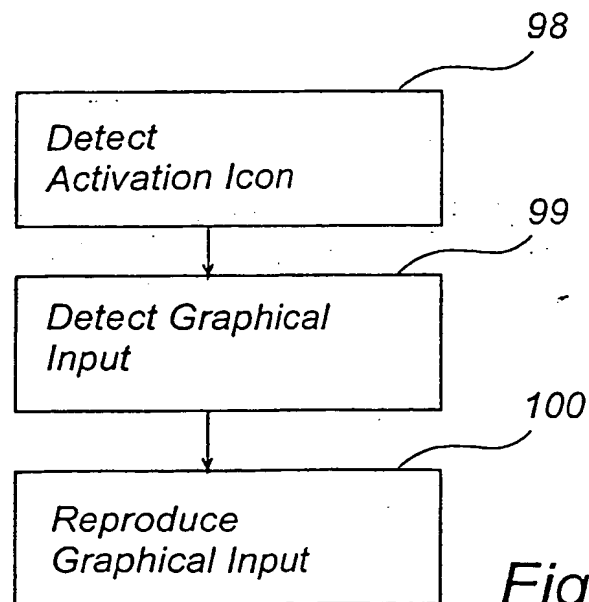 98
Detect
Activation Icon
99
Detect Graphical
Input
100
Reproduce
Graphical Input
Fig